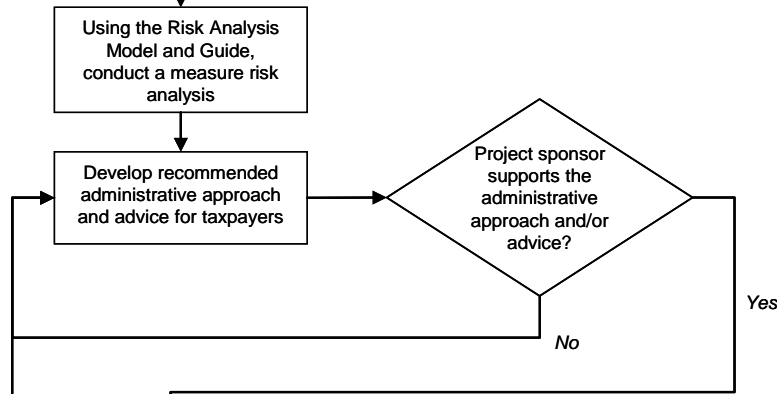 Using the Risk Analysis
Model and Guide,
conduct a measure risk
analysis
Develop recommended
administrative approach
and advice for taxpayers
Project sponsor
supports the
administrative
approach and/or
advice?
Yes
No